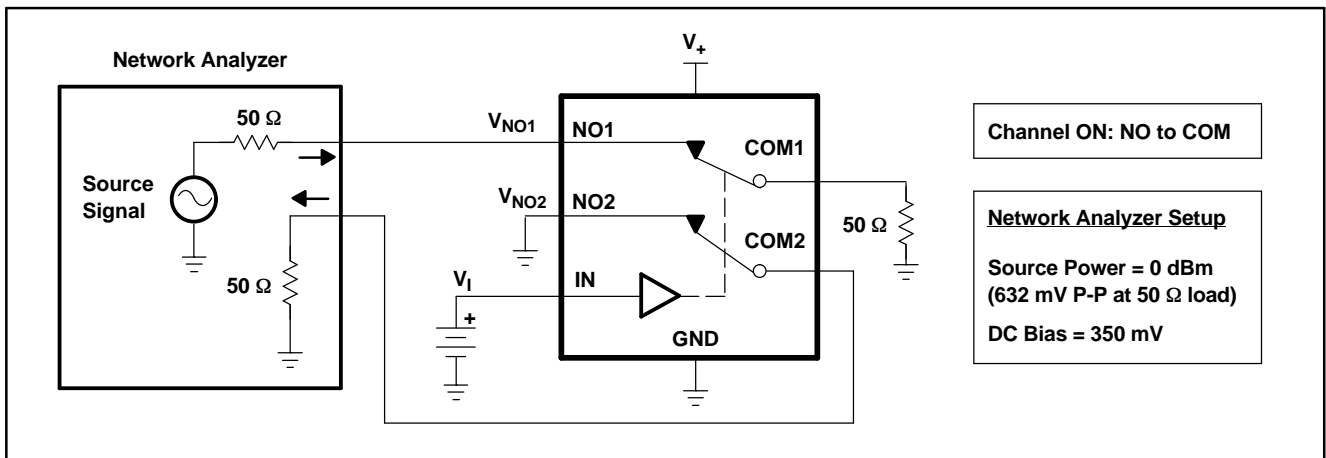 Network Analyzer
50 Ω
Source
Signal
50 Ω
V+
VNO1
NO1
COM1
VNO2
NO2
COM2
50 Ω
VI
IN
+
GND
Channel ON: NO to COM
Network Analyzer Setup
Source Power = 0 dBm
(632 mV P-P at 50 Ω load)
DC Bias = 350 mV